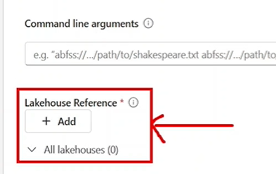 Command line arguments
e.g. "abfss://.../path/to/shakespeare.txt abfss://.../path/to
Lakehouse Reference *
+ Add
All lakehouses (0)